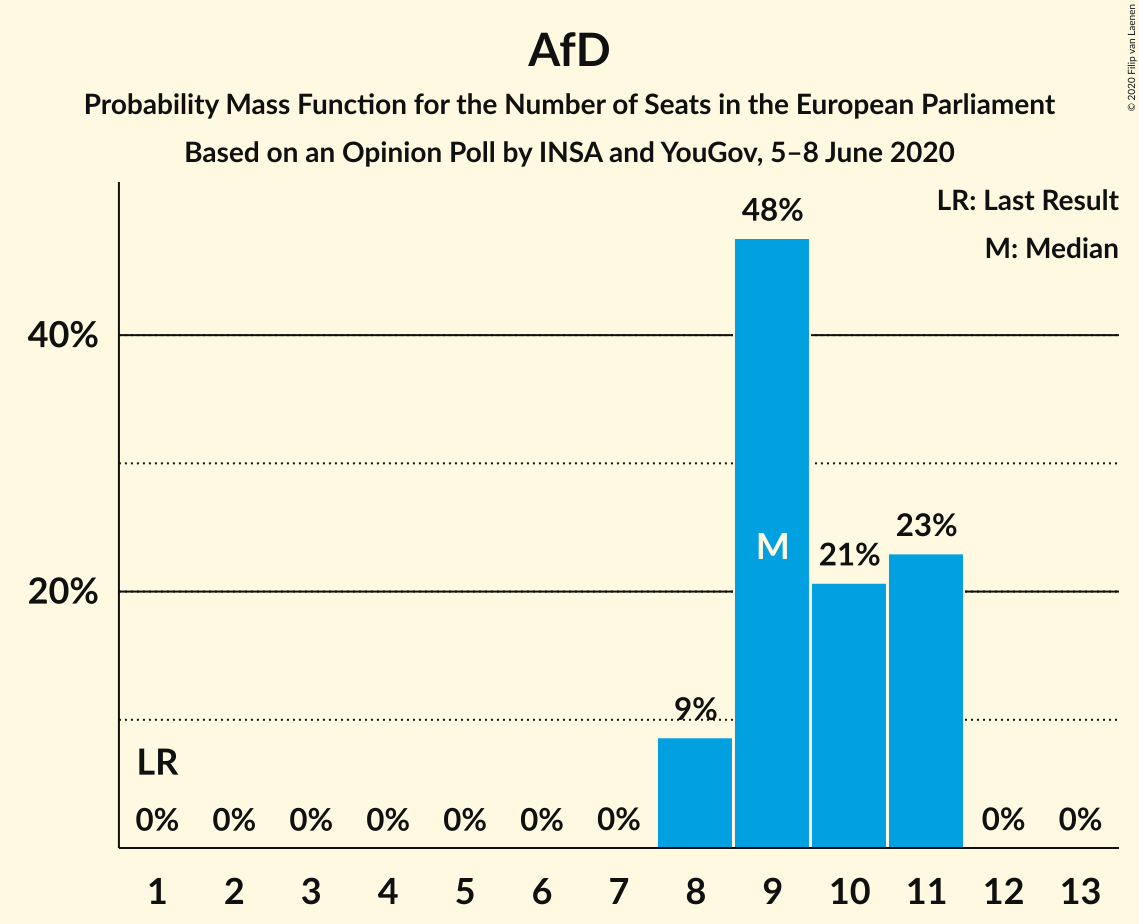 AfD
Probability Mass Function for the Number of Seats in the European Parliament
Based on an Opinion Poll by INSA and YouGov, 5–8 June 2020
© 2020 Filip van Laenen
LR: Last Result
M: Median
48%
40%
M
23%
21%
20%
9%
LR
0% 0% 0% 0% 0% 0% 0% 0% 0%
1 2 3 4 5 6 7 8 9 10 11 12 13